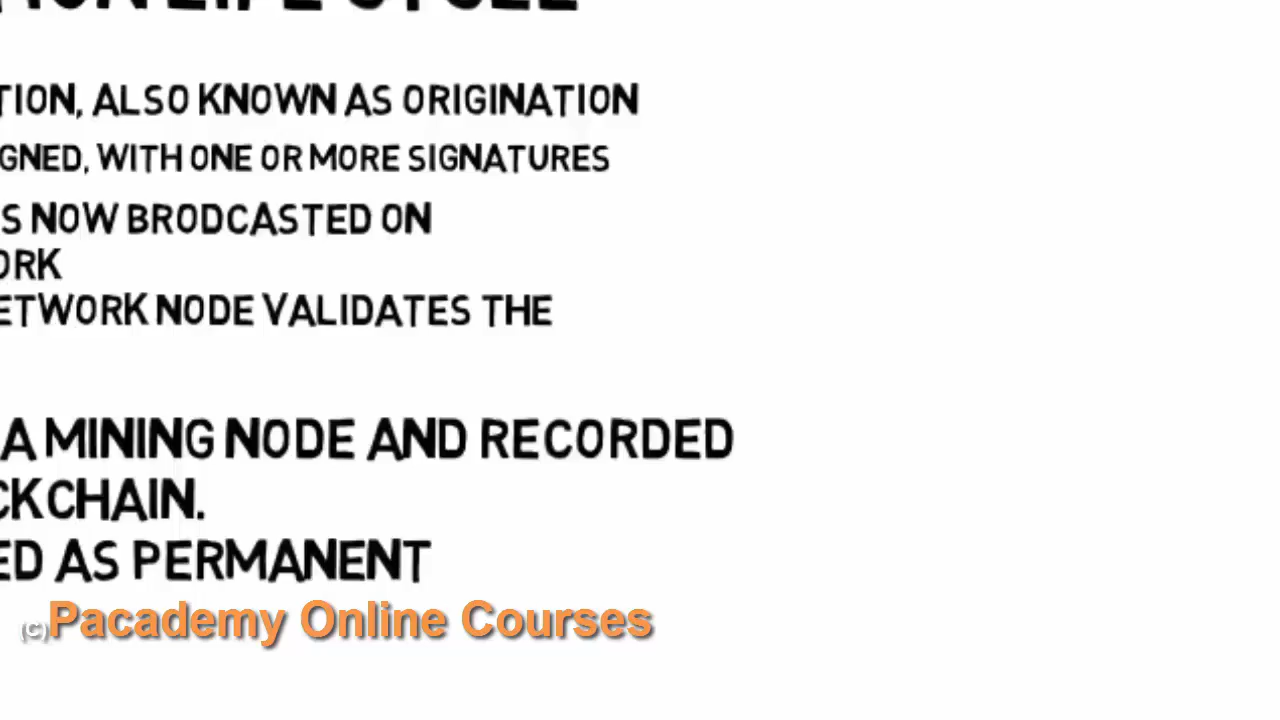 TION, ALSO KNOWN AS ORIGINATION
GNED, WITH ONE OR MORE SIGNATURES
S NOW BRODCASTED ON
ORK
ETWORK NODE VALIDATES THE
A MINING NODE AND RECORDED
CKCHAIN.
ED AS PERMANENT
(C)Pacademy Online Courses